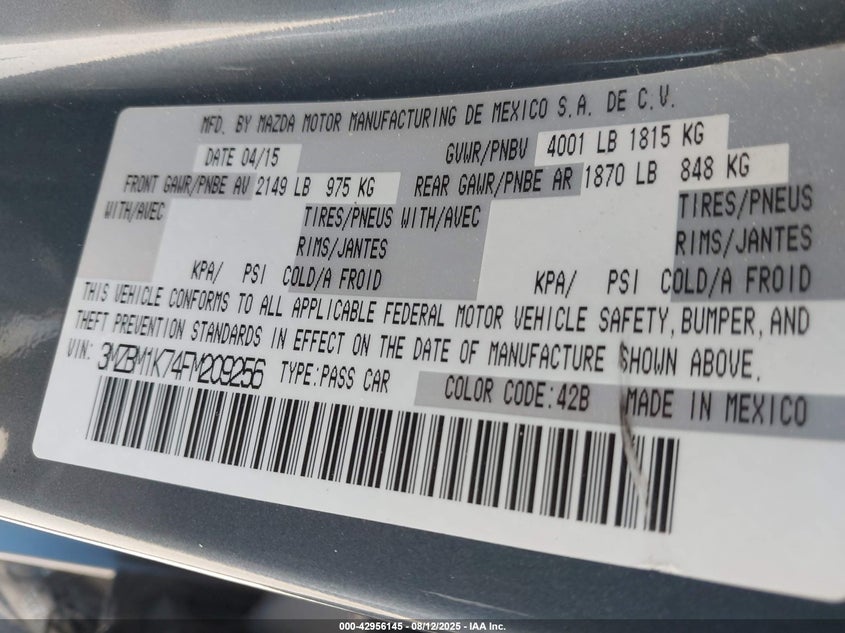 MFD. BY MAZDA MOTOR MANUFACTURING DE MEXICO S.A. DE C.V.
DATE 04/15 GVWR/PNBV 4001 LB 1815 KG
FRONT GAWR/PNBE AV 2149 LB 975 KG REAR GAWR/PNBE AR 1870 LB 848 KG
WITH/AVEC TIRES/PNEUS WITH/AVEC TIRES/PNEUS
RIMS/JANTES RIMS/JANTES
KPA/ PSI COLD/A FROID KPA/ PSI COLD/A FROID
THIS VEHICLE CONFORMS TO ALL APPLICABLE FEDERAL MOTOR VEHICLE SAFETY, BUMPER, AND
THEFT PREVENTION STANDARDS IN EFFECT ON THE DATE OF MANUFACTURE SHOWN ABOVE.
VIN: 3MZBM1K74FM209256 TYPE:PASS CAR COLOR CODE:42B MADE IN MEXICO
000-42956145 - 08/12/2025 - IAA Inc.